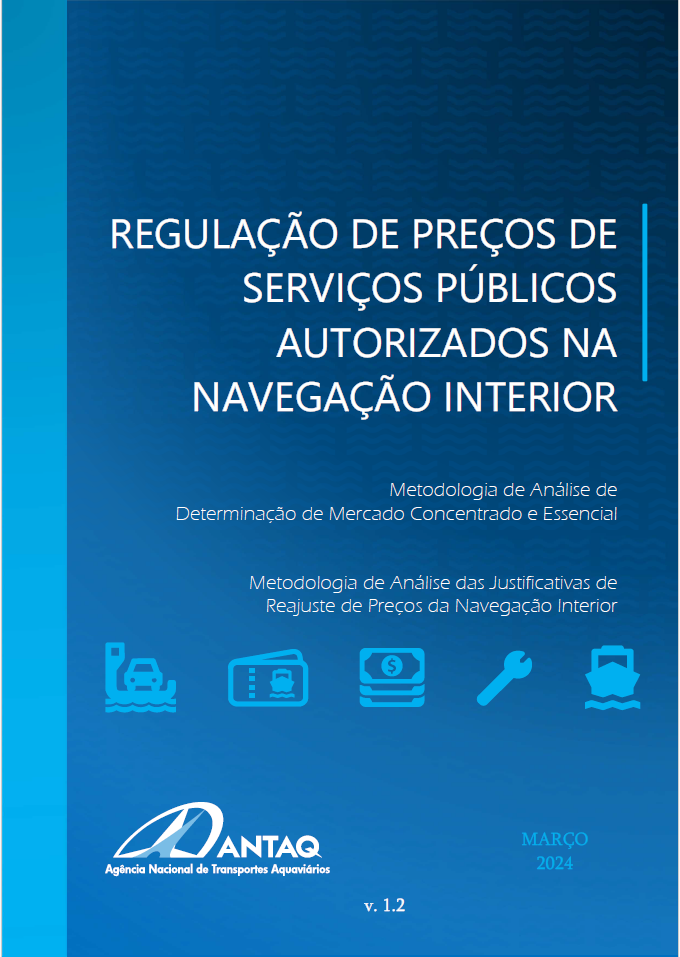 REGULAÇÃO DE PREÇOS DE
SERVIÇOS PÚBLICOS
AUTORIZADOS NA
NAVEGAÇÃO INTERIOR
Metodologia de Análise de
Determinação de Mercado Concentrado e Essencial
Metodologia de Análise das Justificativas de
Reajuste de Preços da Navegação Interior
$
ANTAQ
Agência Nacional de Transportes Aquaviários
MARÇO
2024
v. 1.2